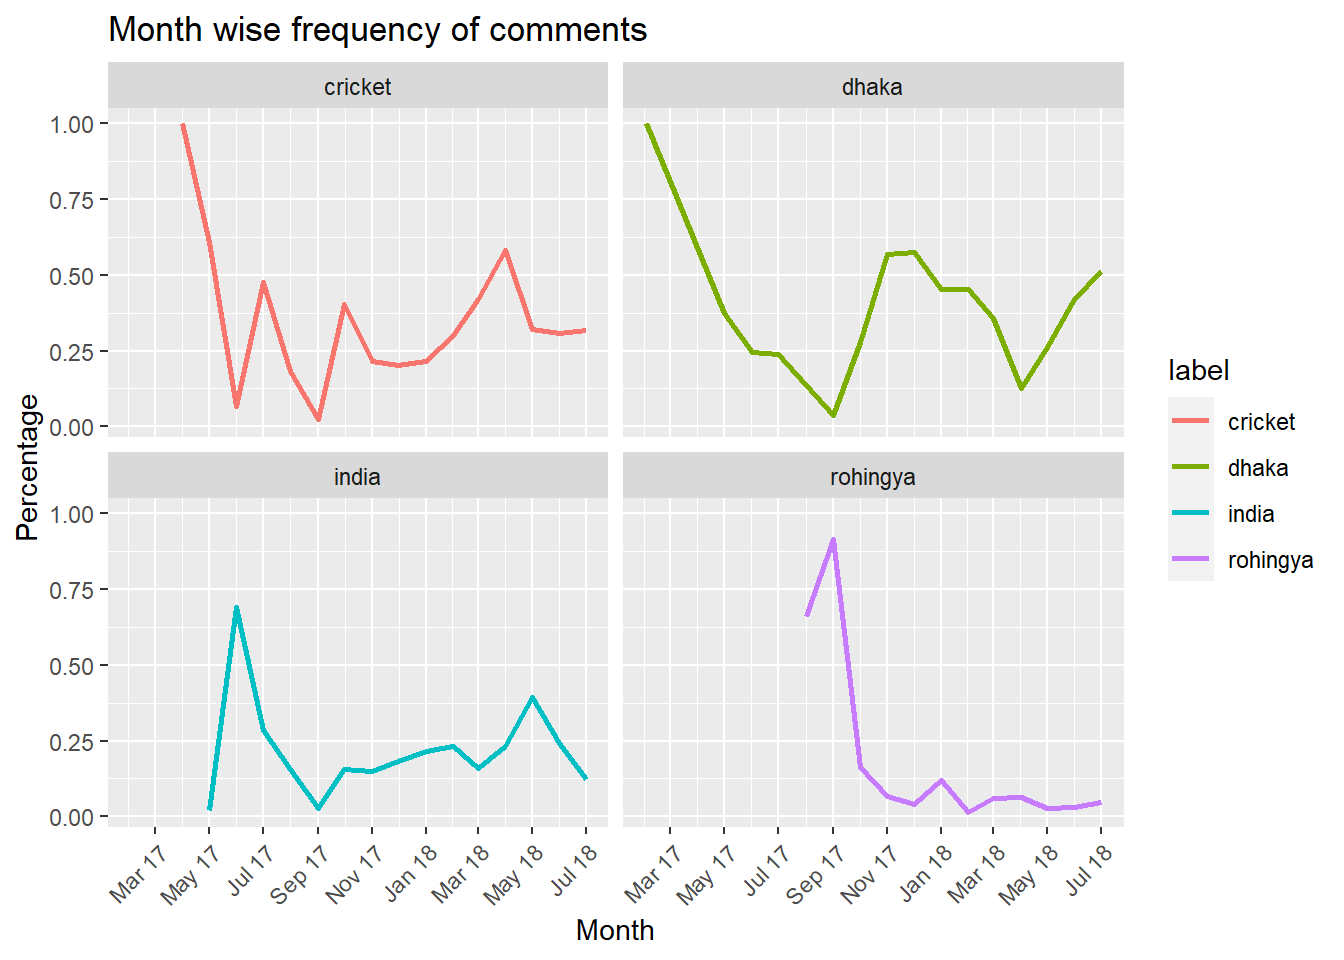 Month wise frequency of comments
cricket
dhaka
1.00
0.75
0.50
0.25
0.00
india
rohingya
1.00
0.75
0.50
0.25
0.00
Percentage
Mar 17
May 17
Jul 17
Sep 17
Nov 17
Jan 18
Mar 18
May 18
Jul 18
Mar 17
May 17
Jul 17
Sep 17
Nov 17
Jan 18
Mar 18
May 18
Jul 18
Month
label
cricket
dhaka
india
rohingya